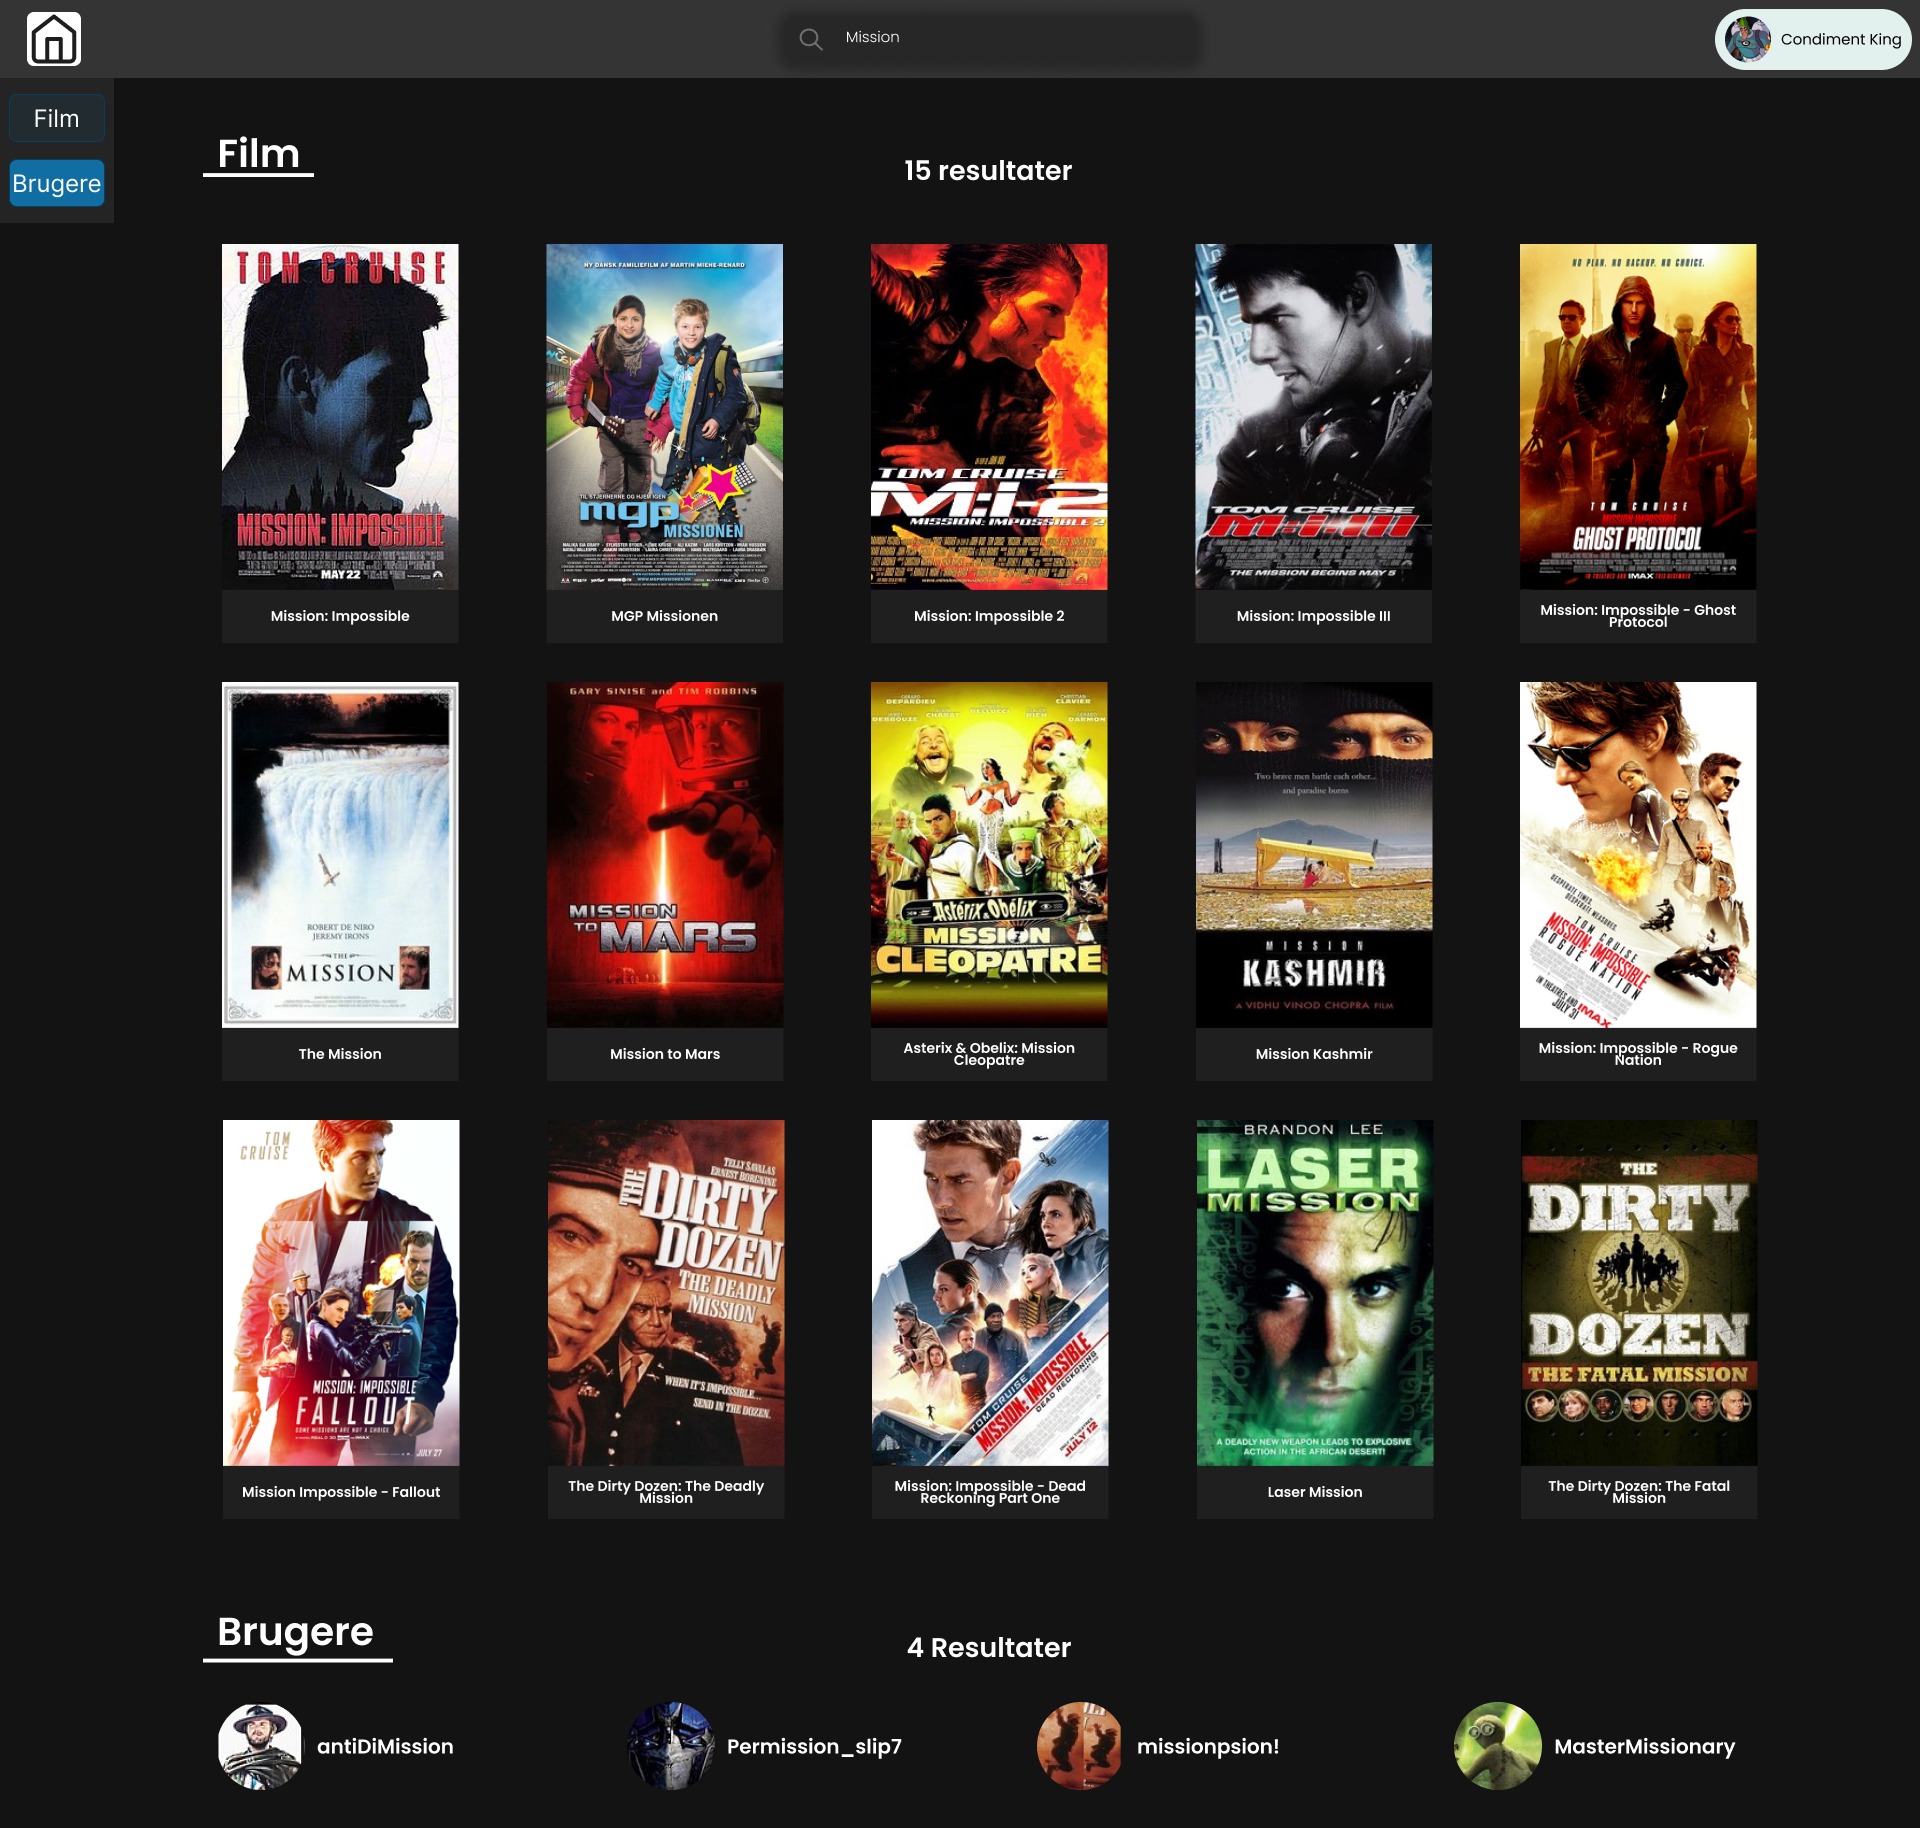 Mission
Condiment King
Film
Brugere
Film
15 resultater
TOM CRUISE
MISSION: IMPOSSIBLE
MAY 22
Mission: Impossible
NY DANSK FAMILIEFILM AF MARTIN MIEHE-RENARD
TIL STJERNERNE OG HJEM IGEN
mgp
MISSIONEN
MGP Missionen
TOM CRUISE
M:I-2
MISSION: IMPOSSIBLE 2
Mission: Impossible 2
TOM CRUISE
M:i:III
THE MISSION BEGINS MAY 5
Mission: Impossible III
NO PLAN. NO BACKUP. NO CHOICE.
TOM CRUISE
MISSION: IMPOSSIBLE
GHOST PROTOCOL
IMAX
Mission: Impossible - Ghost
Protocol
ROBERT DE NIRO
JEREMY IRONS
THE
MISSION
The Mission
GARY SINISE and TIM ROBBINS
MISSION
TO MARS
Mission to Mars
DEPARDIEU
CLAVIER
DEBBOUZE
DARMON
Astérix & Obélix
MISSION
CLEOPATRE
Asterix & Obelix: Mission
Cleopatre
Two brave men battle each other...
and paradise burns
MISSION
KASHMIR
A VIDHU VINOD CHOPRA FILM
Mission Kashmir
DESPERATE TIMES.
DESPERATE MEASURES.
TOM CRUISE
MISSION: IMPOSSIBLE
ROGUE NATION
IN THEATRES AND IMAX
JULY 31
Mission: Impossible - Rogue
Nation
TOM
CRUISE
MISSION: IMPOSSIBLE
FALLOUT
SOME MISSIONS ARE NOT A CHOICE
JULY 27
Mission Impossible - Fallout
TELLY SAVALAS
ERNEST BORGNINE
THE DIRTY
DOZEN
THE DEADLY
MISSION
WHEN IT'S IMPOSSIBLE...
SEND IN THE DOZEN.
The Dirty Dozen: The Deadly
Mission
TOM CRUISE
MISSION: IMPOSSIBLE
DEAD RECKONING
JULY 12
Mission: Impossible - Dead
Reckoning Part One
BRANDON LEE
LASER
MISSION
A DEADLY NEW WEAPON LEADS TO EXPLOSIVE
ACTION IN THE AFRICAN DESERT!
Laser Mission
THE
DIRTY
DOZEN
THE FATAL MISSION
The Dirty Dozen: The Fatal
Mission
Brugere
4 Resultater
antiDiMission
Permission_slip7
missionpsion!
MasterMissionary